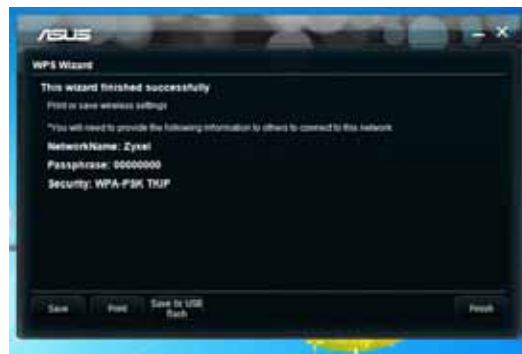 ASUS
WPS Wizard
This wizard finished successfully
Print or save wireless settings
*You will need to provide the following information to others to connect to this network
NetworkName: Zyxel
Passphrase: 00000000
Security: WPA-PSK TKIP
Save
Print
Save to USB
flash
Finish